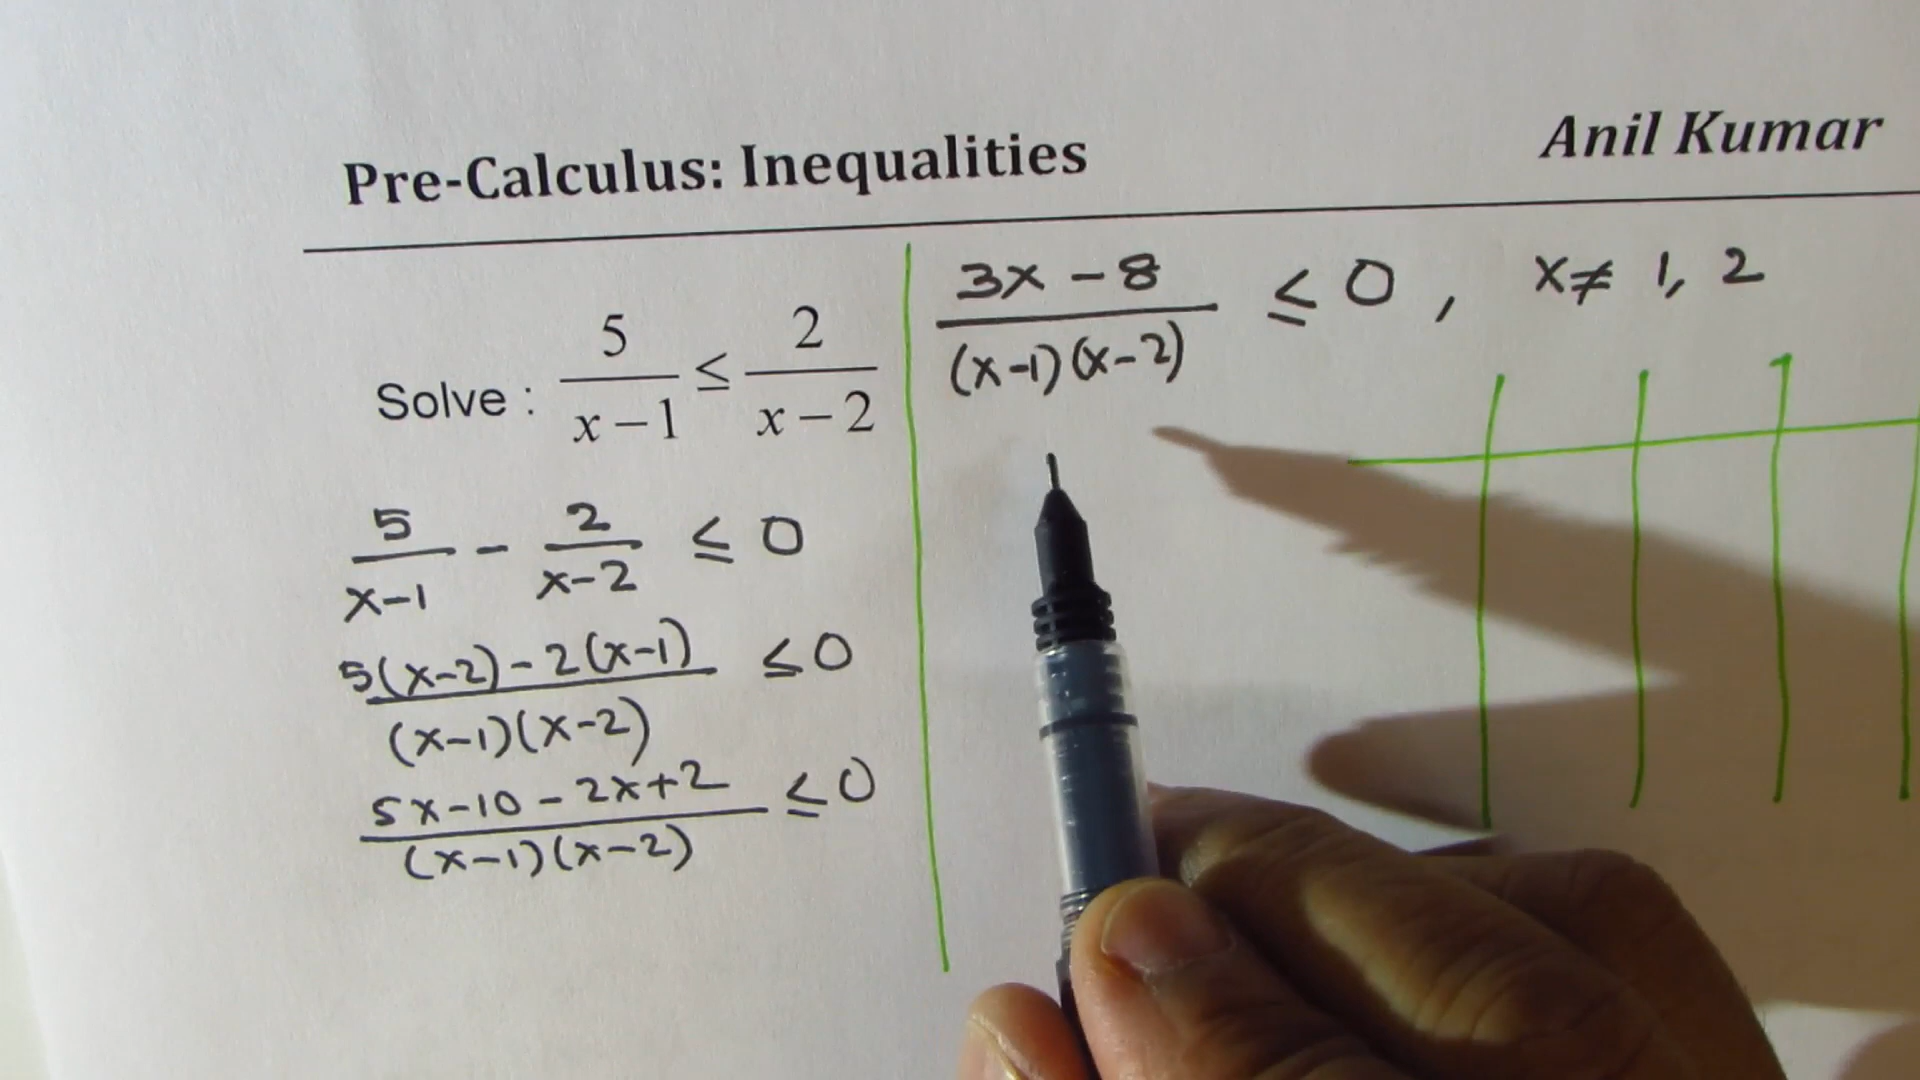 Pre-Calculus: Inequalities
Anil Kumar
Solve : 5/(x − 1) ≤ 2/(x − 2)
5/(x-1) - 2/(x-2) ≤ 0
(5(x-2) - 2(x-1))/((x-1)(x-2)) ≤ 0
(5x-10-2x+2)/((x-1)(x-2)) ≤ 0
(3x - 8)/((x-1)(x-2)) ≤ 0 , x ≠ 1, 2